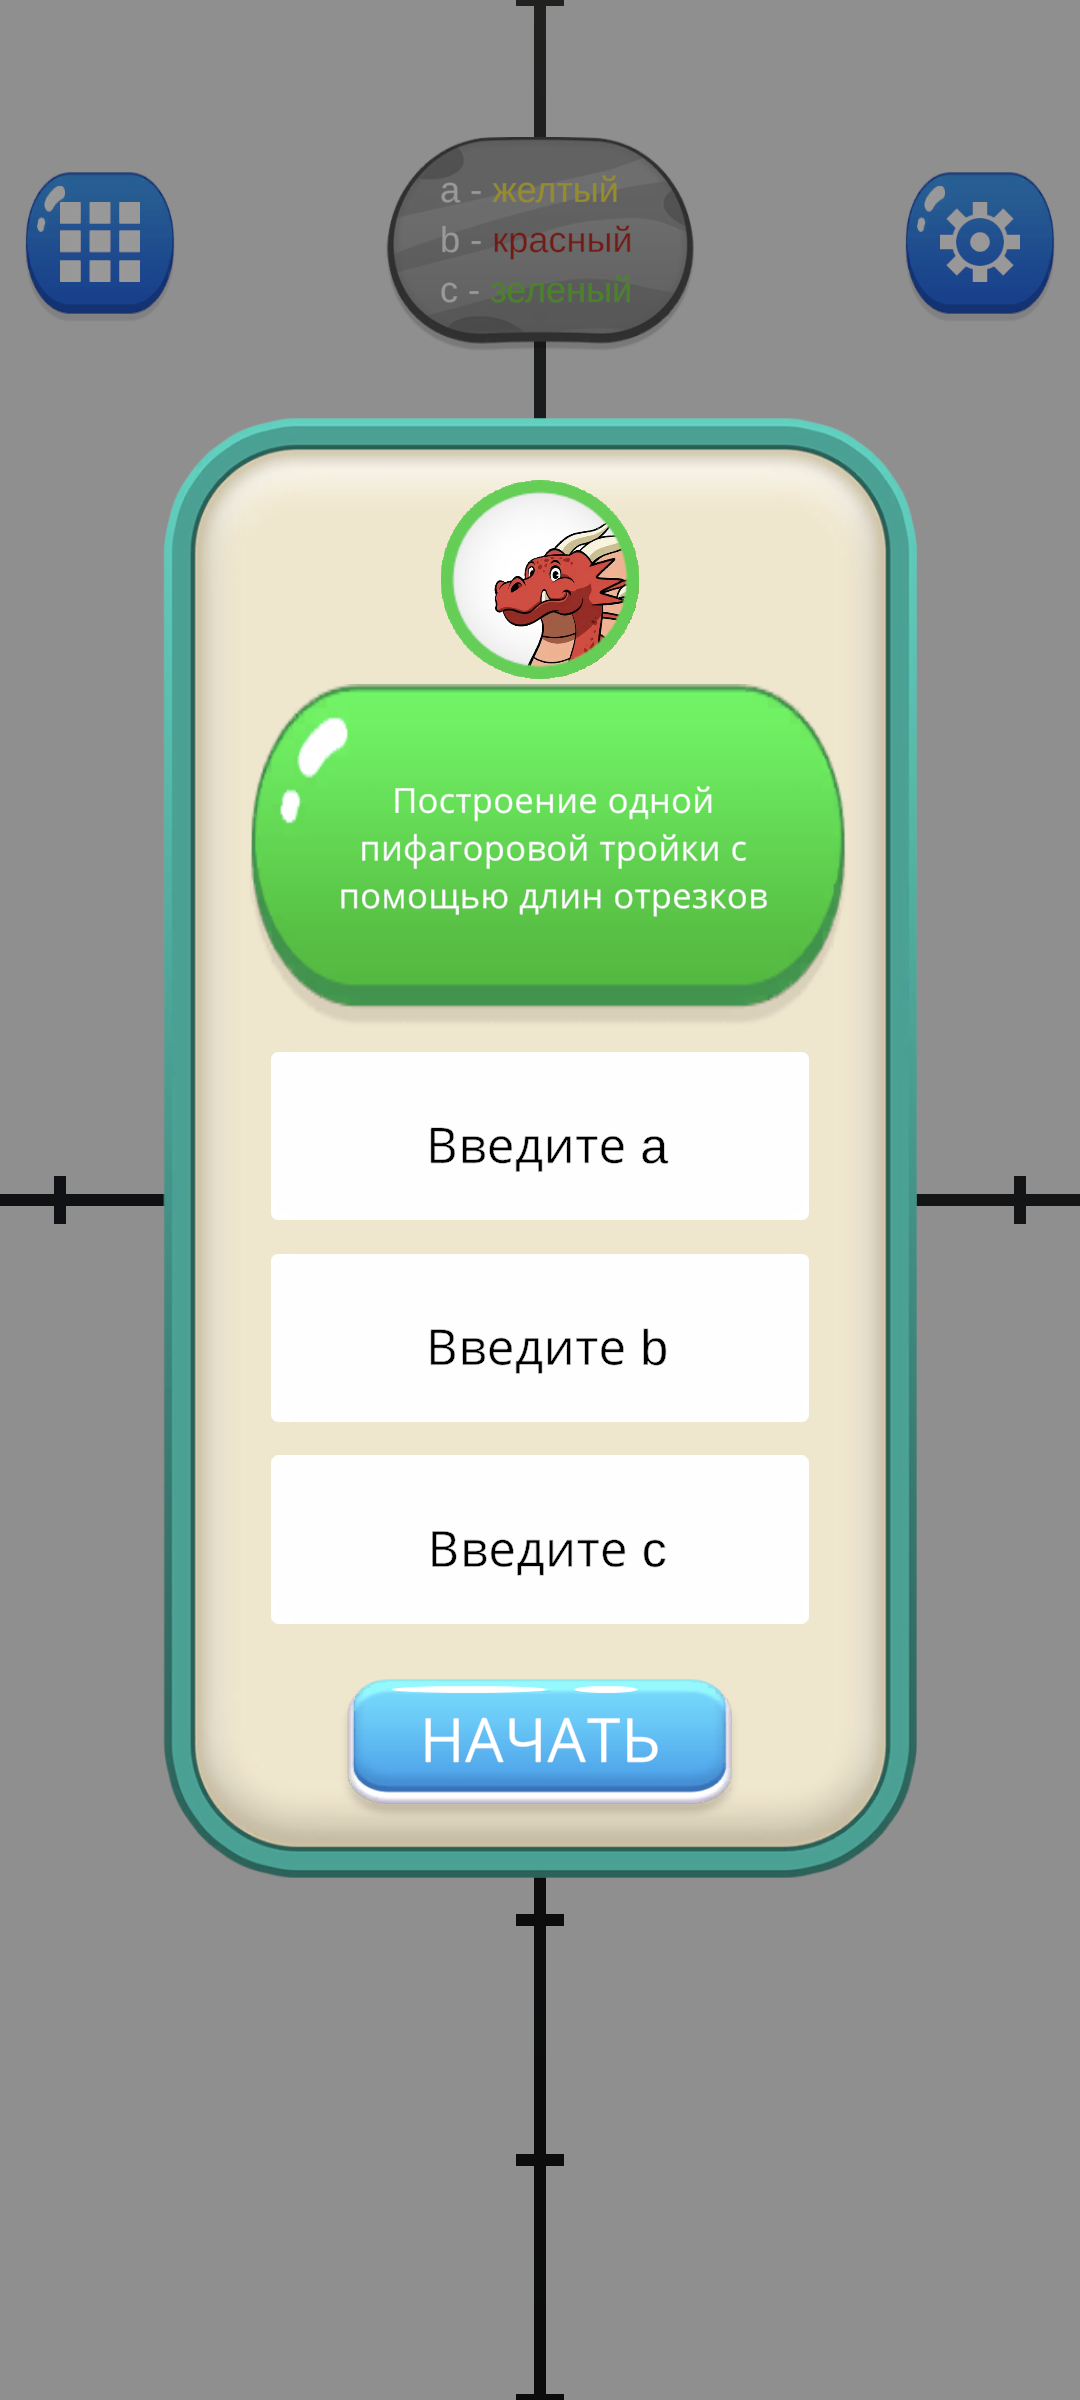 a - желтый
b - красный
c - зеленый
Построение одной
пифагоровой тройки с
помощью длин отрезков
Введите a
Введите b
Введите c
НАЧАТЬ